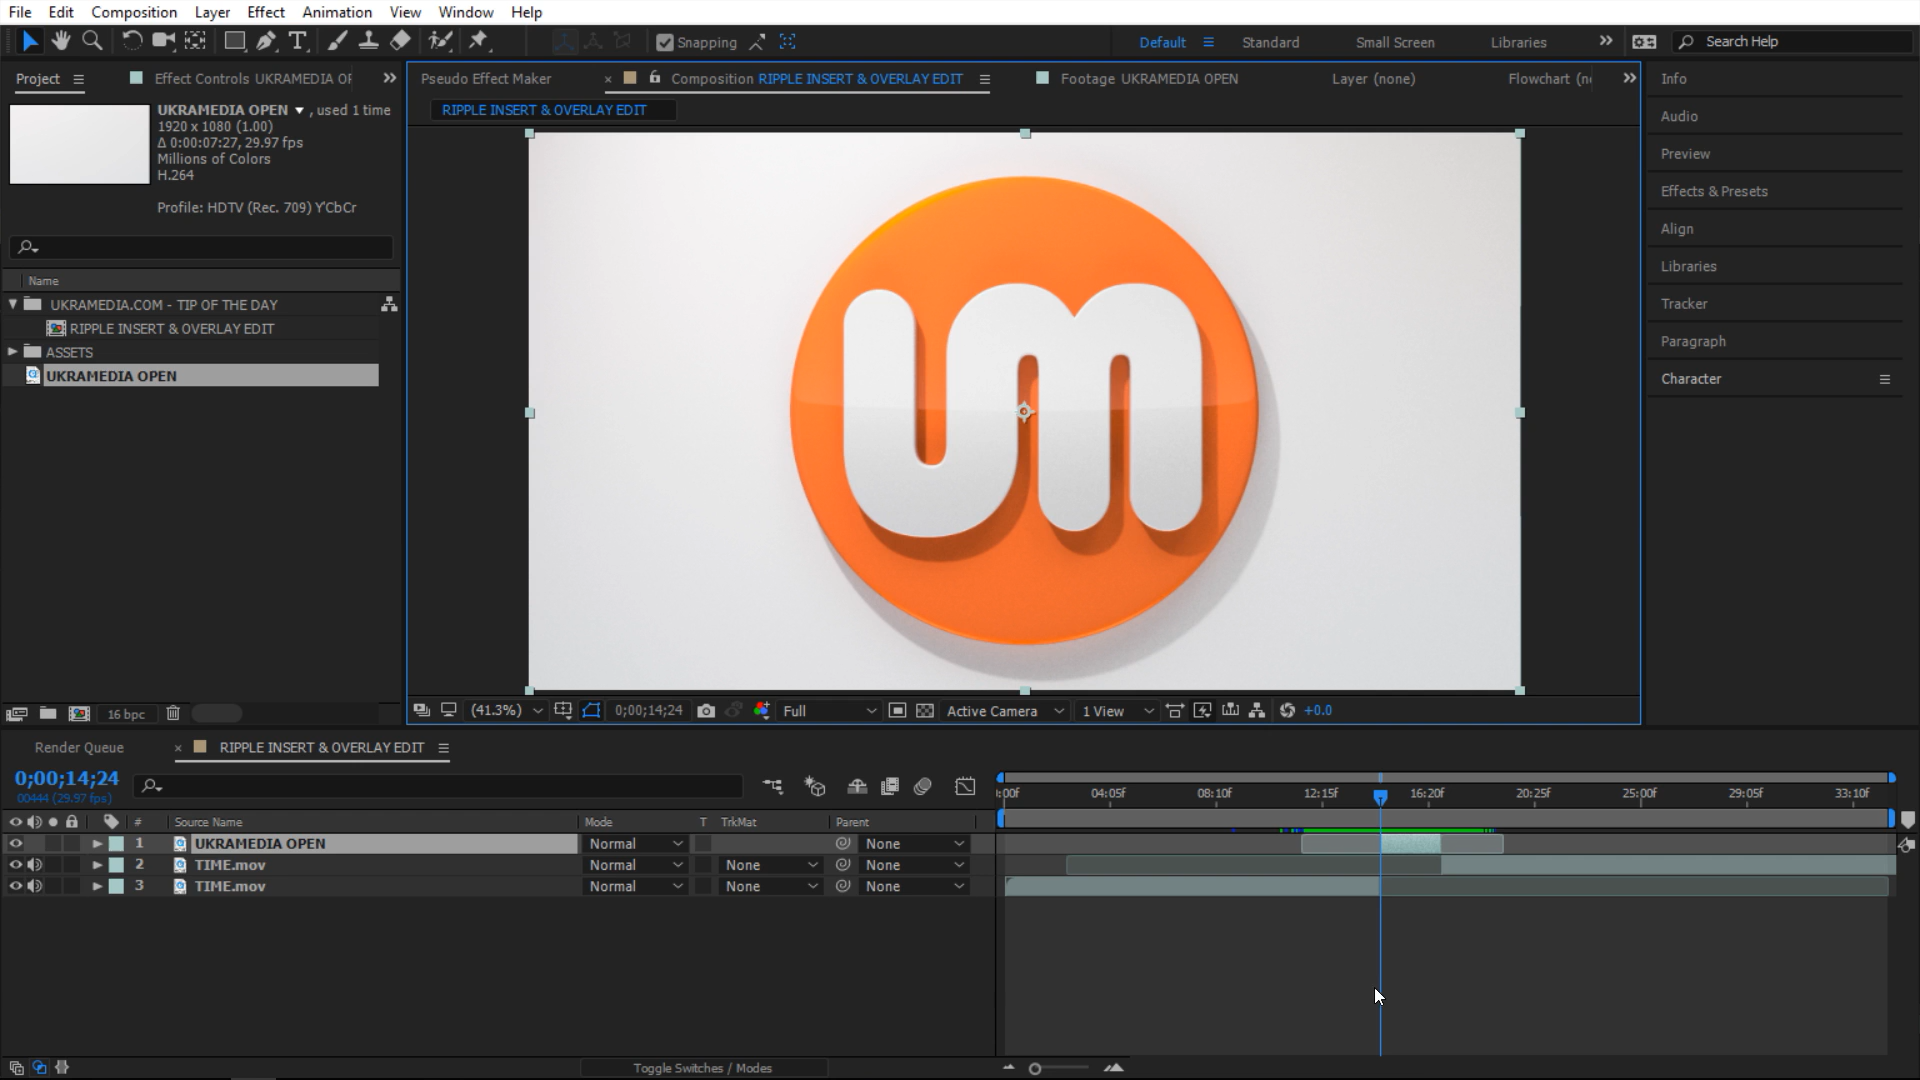 File Edit Composition Layer Effect Animation View Window Help
Snapping Default Standard Small Screen Libraries Search Help
Project Effect Controls UKRAMEDIA OP
Pseudo Effect Maker Composition RIPPLE INSERT & OVERLAY EDIT Footage UKRAMEDIA OPEN Layer (none) Flowchart (n
RIPPLE INSERT & OVERLAY EDIT
UKRAMEDIA OPEN , used 1 time
1920 x 1080 (1.00)
Δ 0:00:07:27, 29.97 fps
Millions of Colors
H.264
Profile: HDTV (Rec. 709) Y'CbCr
Name
UKRAMEDIA.COM - TIP OF THE DAY
RIPPLE INSERT & OVERLAY EDIT
ASSETS
UKRAMEDIA OPEN
16 bpc
um
(41.3%) 0;00;14;24 Full Active Camera 1 View +0.0
Info
Audio
Preview
Effects & Presets
Align
Libraries
Tracker
Paragraph
Character
Render Queue RIPPLE INSERT & OVERLAY EDIT
0;00;14;24
00444 (29.97 fps)
:00f 04:05f 08:10f 12:15f 16:20f 20:25f 25:00f 29:05f 33:10f
# Source Name Mode T TrkMat Parent
1 UKRAMEDIA OPEN Normal None
2 TIME.mov Normal None None
3 TIME.mov Normal None None
Toggle Switches / Modes